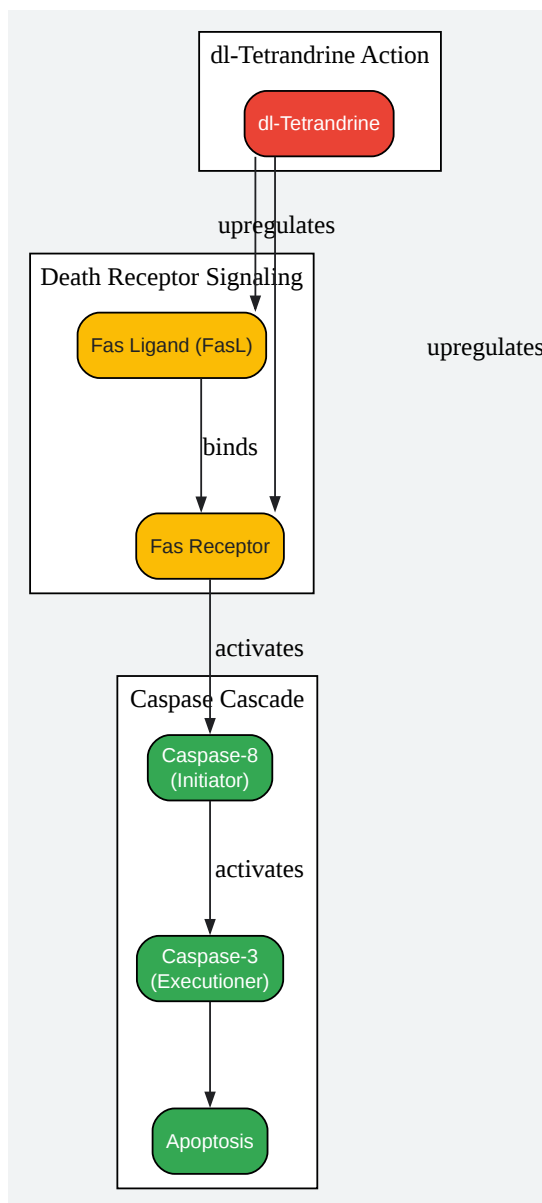 dl-Tetrandrine Action
dl-Tetrandrine
upregulates
Death Receptor Signaling
Fas Ligand (FasL)
upregulates
binds
Fas Receptor
activates
Caspase Cascade
Caspase-8
(Initiator)
activates
Caspase-3
(Executioner)
Apoptosis